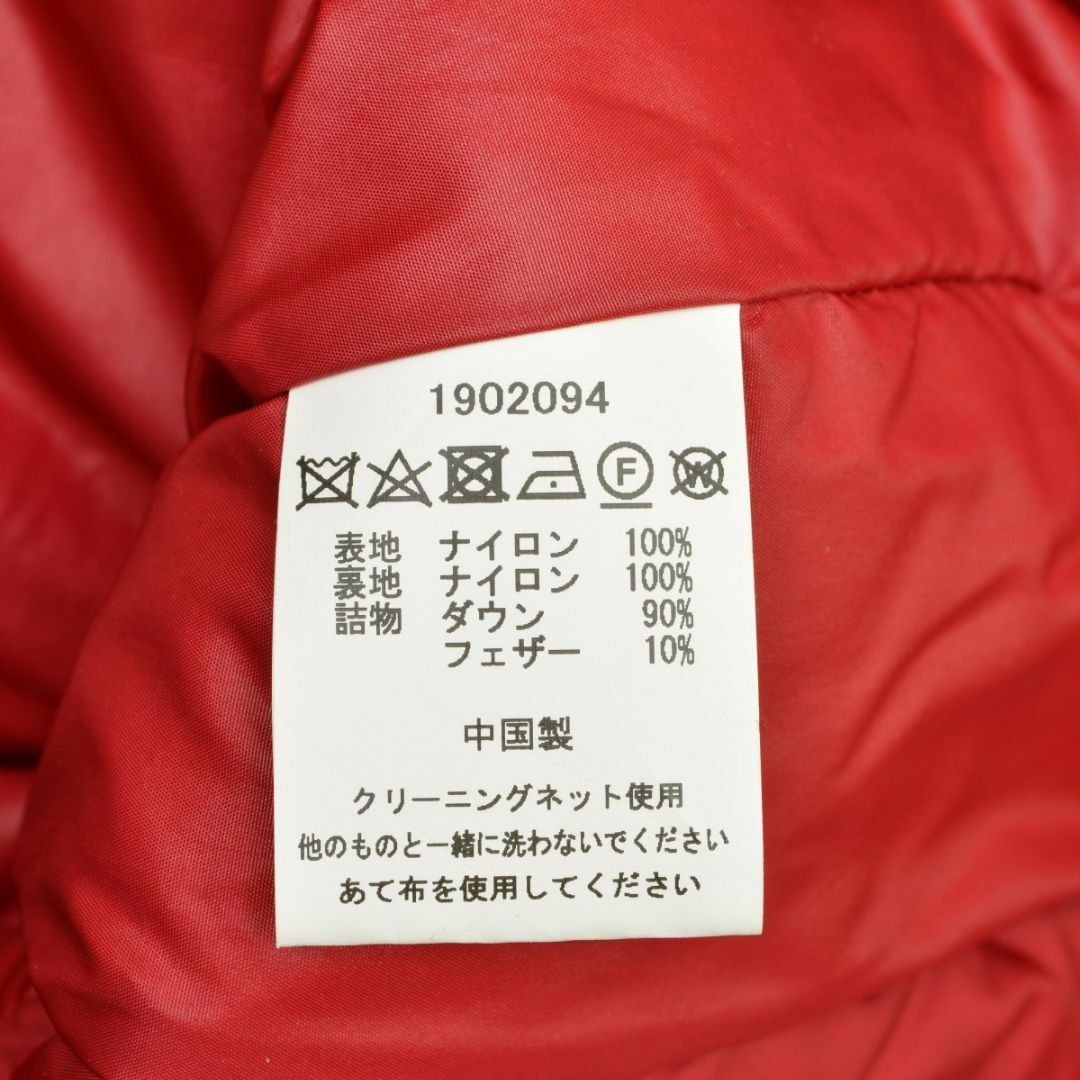 1902094
F W
表地 ナイロン 100%
裏地 ナイロン 100%
詰物 ダウン 90%
フェザー 10%
中国製
クリーニングネット使用
他のものと一緒に洗わないでください
あて布を使用してください